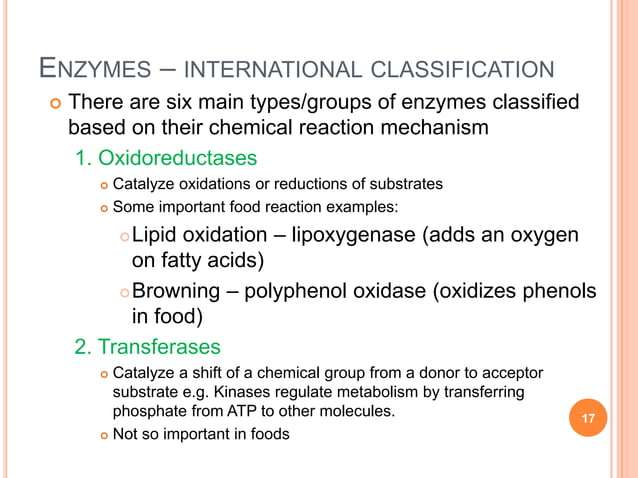 ENZYMES – INTERNATIONAL CLASSIFICATION
There are six main types/groups of enzymes classified
based on their chemical reaction mechanism
1. Oxidoreductases
Catalyze oxidations or reductions of substrates
Some important food reaction examples:
Lipid oxidation – lipoxygenase (adds an oxygen
on fatty acids)
Browning – polyphenol oxidase (oxidizes phenols
in food)
2. Transferases
Catalyze a shift of a chemical group from a donor to acceptor
substrate e.g. Kinases regulate metabolism by transferring
phosphate from ATP to other molecules.
Not so important in foods
17